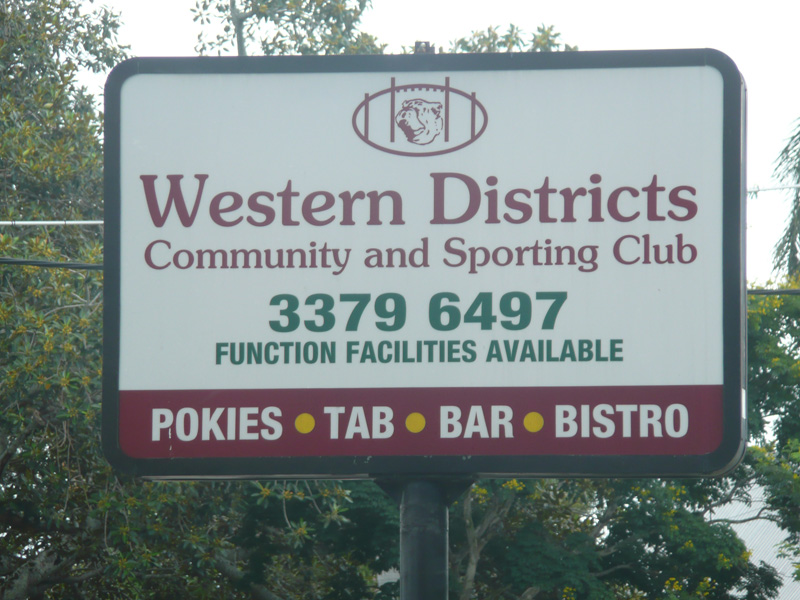 Western Districts
Community and Sporting Club
3379 6497
FUNCTION FACILITIES AVAILABLE
POKIES • TAB • BAR • BISTRO